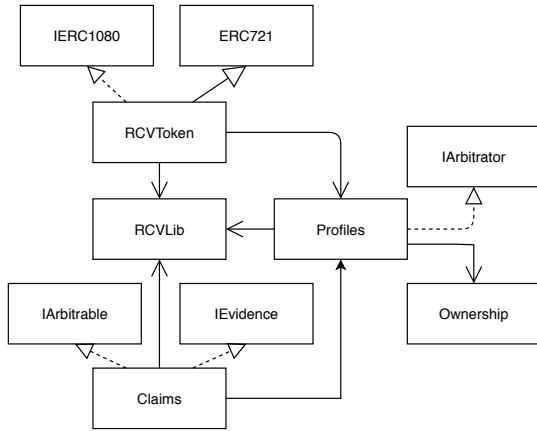 IERC1080
ERC721
RCVToken
IArbitrator
RCVLib
Profiles
IArbitrable
IEvidence
Ownership
Claims